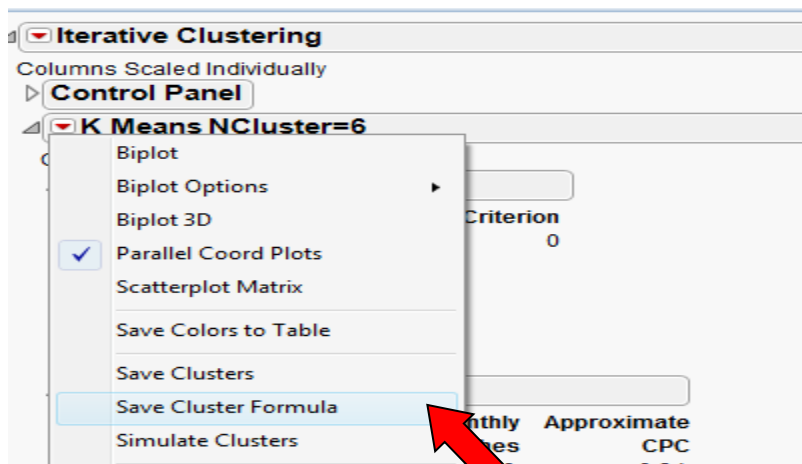 Iterative Clustering
Columns Scaled Individually
Control Panel
K Means NCluster=6
Biplot
Biplot Options
Biplot 3D
Criterion
0
Parallel Coord Plots
Scatterplot Matrix
Save Colors to Table
Save Clusters
Save Cluster Formula
Approximate
Simulate Clusters
CPC